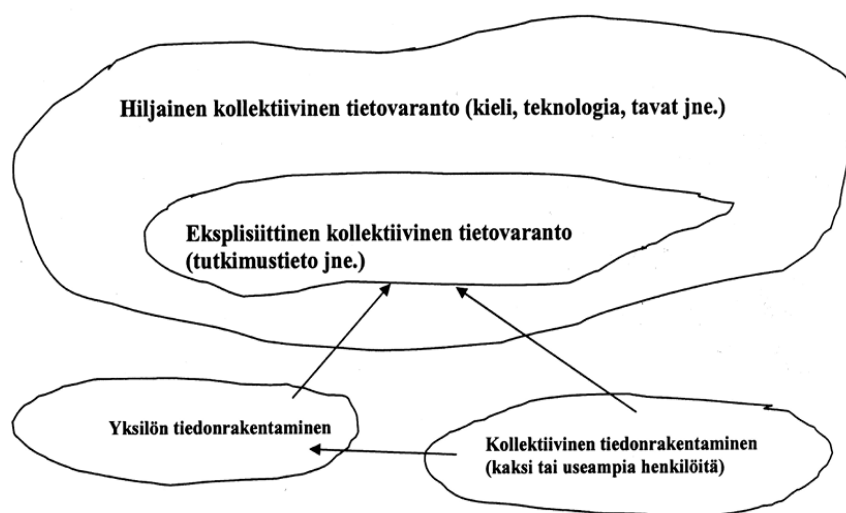 Hiljainen kollektiivinen tietovaranto (kieli, teknologia, tavat jne.)
Eksplisiittinen kollektiivinen tietovaranto
(tutkimustieto jne.)
Yksilön tiedonrakentaminen
Kollektiivinen tiedonrakentaminen
(kaksi tai useampia henkilöitä)